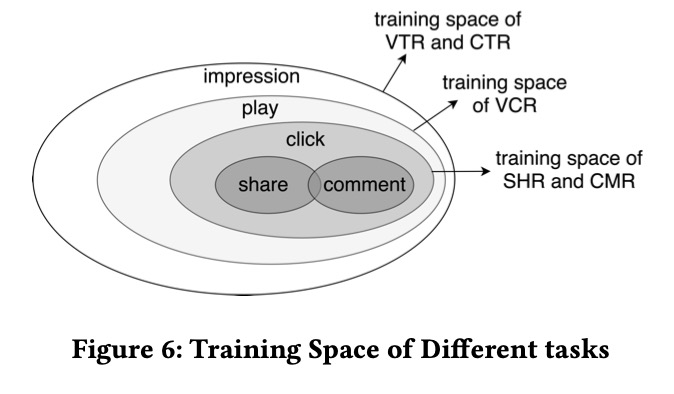 training space of
VTR and CTR
impression
training space
of VCR
play
click
training space of
SHR and CMR
share
comment
Figure 6: Training Space of Different tasks